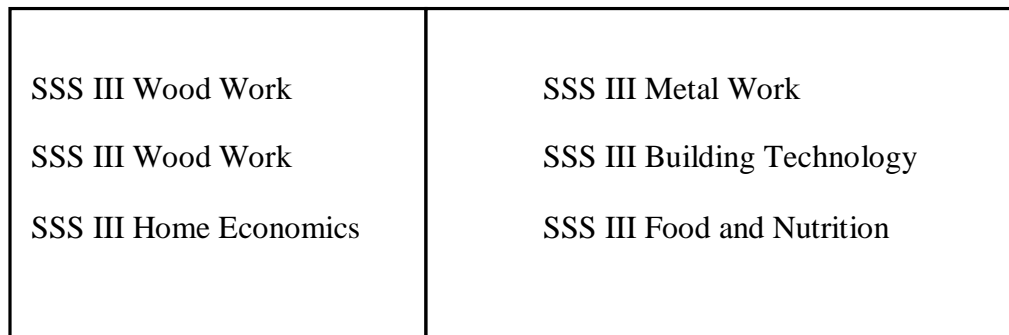 SSS III Wood Work
SSS III Metal Work
SSS III Wood Work
SSS III Building Technology
SSS III Home Economics
SSS III Food and Nutrition